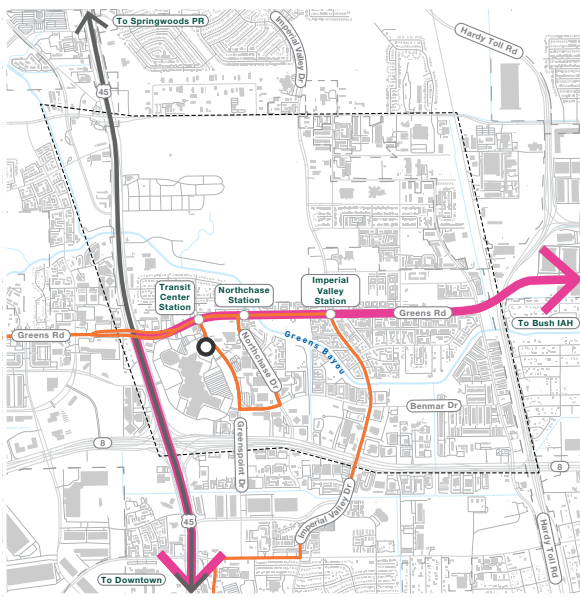 To Springwoods PR
Imperial Valley Dr
Hardy Toll Rd
45
Transit
Center
Station
Northchase
Station
Imperial
Valley
Station
Greens Rd
Greens Rd
To Bush IAH
Greens Bayou
Northchase Dr
Benmar Dr
Greenspoint Dr
8
8
Imperial Valley Dr
45
Hardy Toll Rd
To Downtown